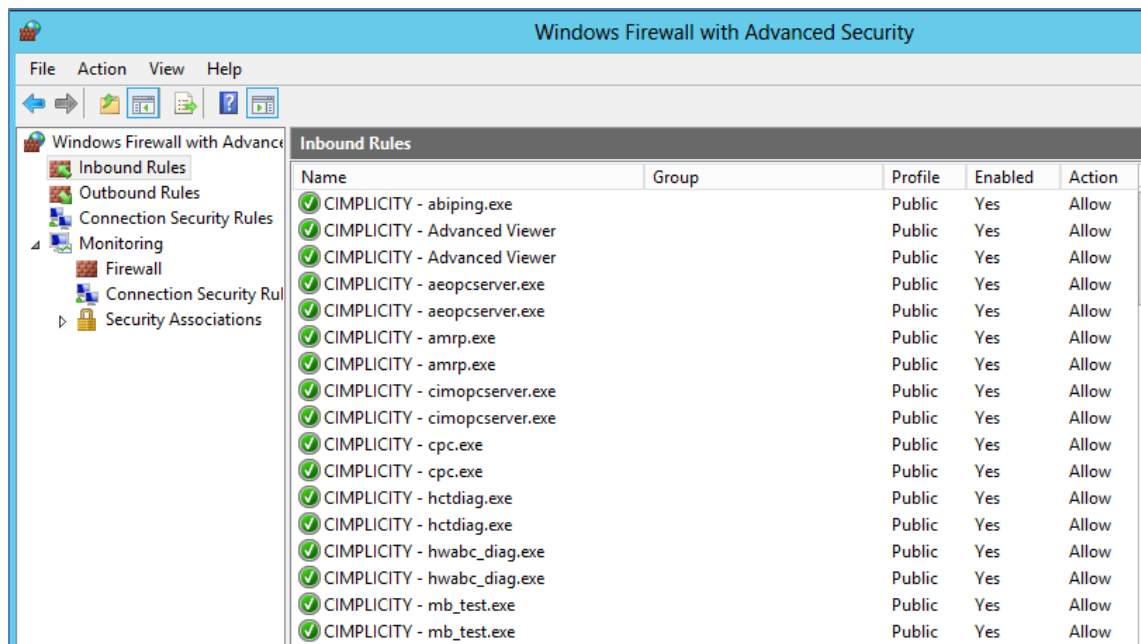 Windows Firewall with Advanced Security
File Action View Help
Windows Firewall with Advance
Inbound Rules
Outbound Rules
Connection Security Rules
Monitoring
Firewall
Connection Security Rul
Security Associations
Inbound Rules
Name Group Profile Enabled Action
CIMPLICITY - abiping.exe Public Yes Allow
CIMPLICITY - Advanced Viewer Public Yes Allow
CIMPLICITY - Advanced Viewer Public Yes Allow
CIMPLICITY - aeopcserver.exe Public Yes Allow
CIMPLICITY - aeopcserver.exe Public Yes Allow
CIMPLICITY - amrp.exe Public Yes Allow
CIMPLICITY - amrp.exe Public Yes Allow
CIMPLICITY - cimopcserver.exe Public Yes Allow
CIMPLICITY - cimopcserver.exe Public Yes Allow
CIMPLICITY - cpc.exe Public Yes Allow
CIMPLICITY - cpc.exe Public Yes Allow
CIMPLICITY - hctdiag.exe Public Yes Allow
CIMPLICITY - hctdiag.exe Public Yes Allow
CIMPLICITY - hwabc_diag.exe Public Yes Allow
CIMPLICITY - hwabc_diag.exe Public Yes Allow
CIMPLICITY - mb_test.exe Public Yes Allow
CIMPLICITY - mb_test.exe Public Yes Allow